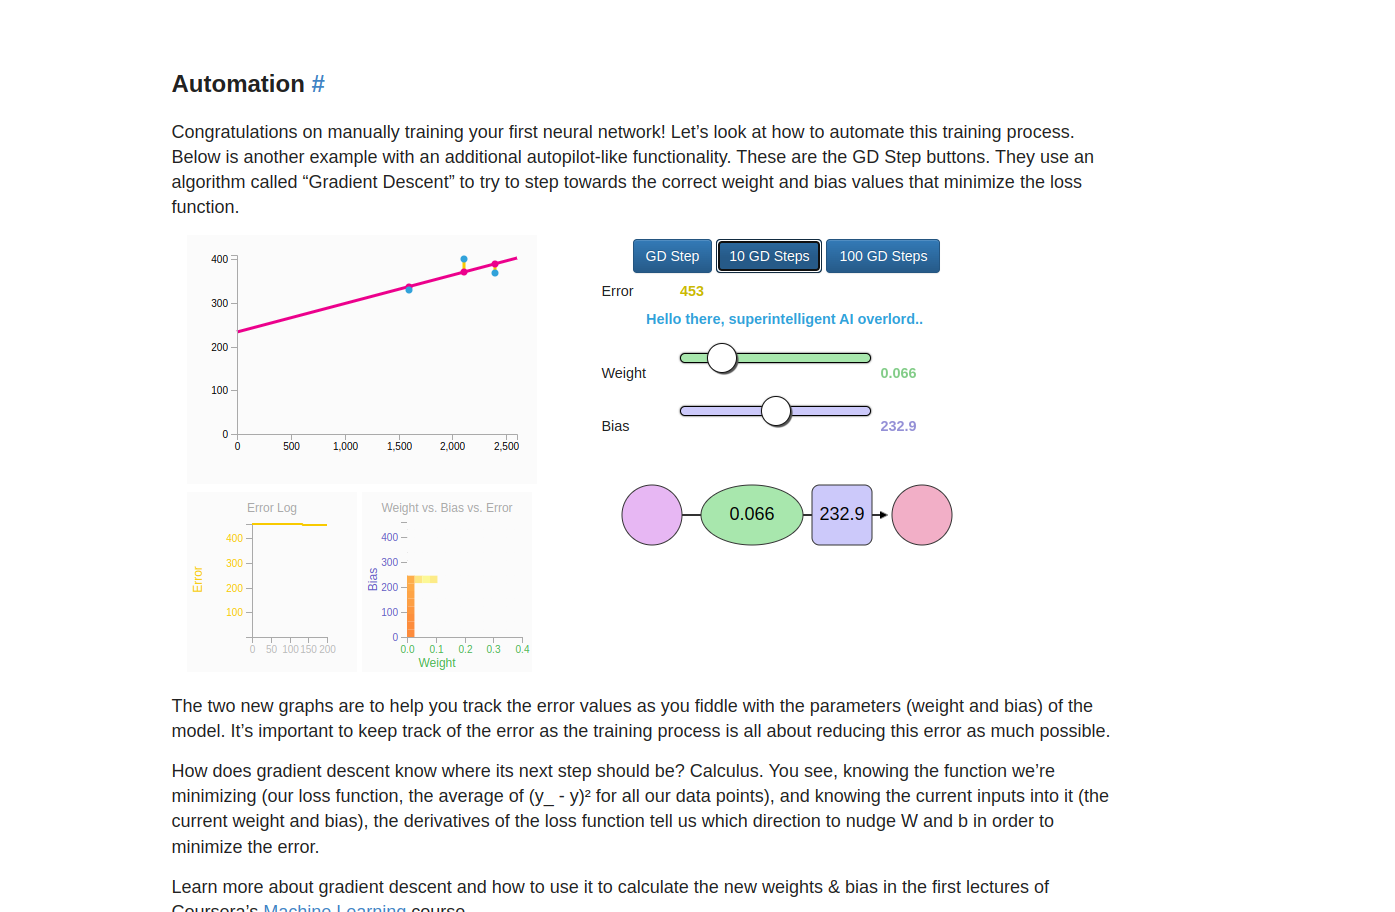 Automation #
Congratulations on manually training your first neural network! Let’s look at how to automate this training process.
Below is another example with an additional autopilot-like functionality. These are the GD Step buttons. They use an
algorithm called “Gradient Descent” to try to step towards the correct weight and bias values that minimize the loss
function.
400
300
200
100
0
0 500 1,000 1,500 2,000 2,500
GD Step 10 GD Steps 100 GD Steps
Error 453
Hello there, superintelligent AI overlord..
Weight 0.066
Bias 232.9
0.066 232.9
Error Log
400
300
200
100
Error
0 50 100 150 200
Weight vs. Bias vs. Error
400
300
200
100
0
Bias
0.0 0.1 0.2 0.3 0.4
Weight
The two new graphs are to help you track the error values as you fiddle with the parameters (weight and bias) of the
model. It’s important to keep track of the error as the training process is all about reducing this error as much possible.
How does gradient descent know where its next step should be? Calculus. You see, knowing the function we’re
minimizing (our loss function, the average of (y_ - y)² for all our data points), and knowing the current inputs into it (the
current weight and bias), the derivatives of the loss function tell us which direction to nudge W and b in order to
minimize the error.
Learn more about gradient descent and how to use it to calculate the new weights & bias in the first lectures of
Coursera’s Machine Learning course.